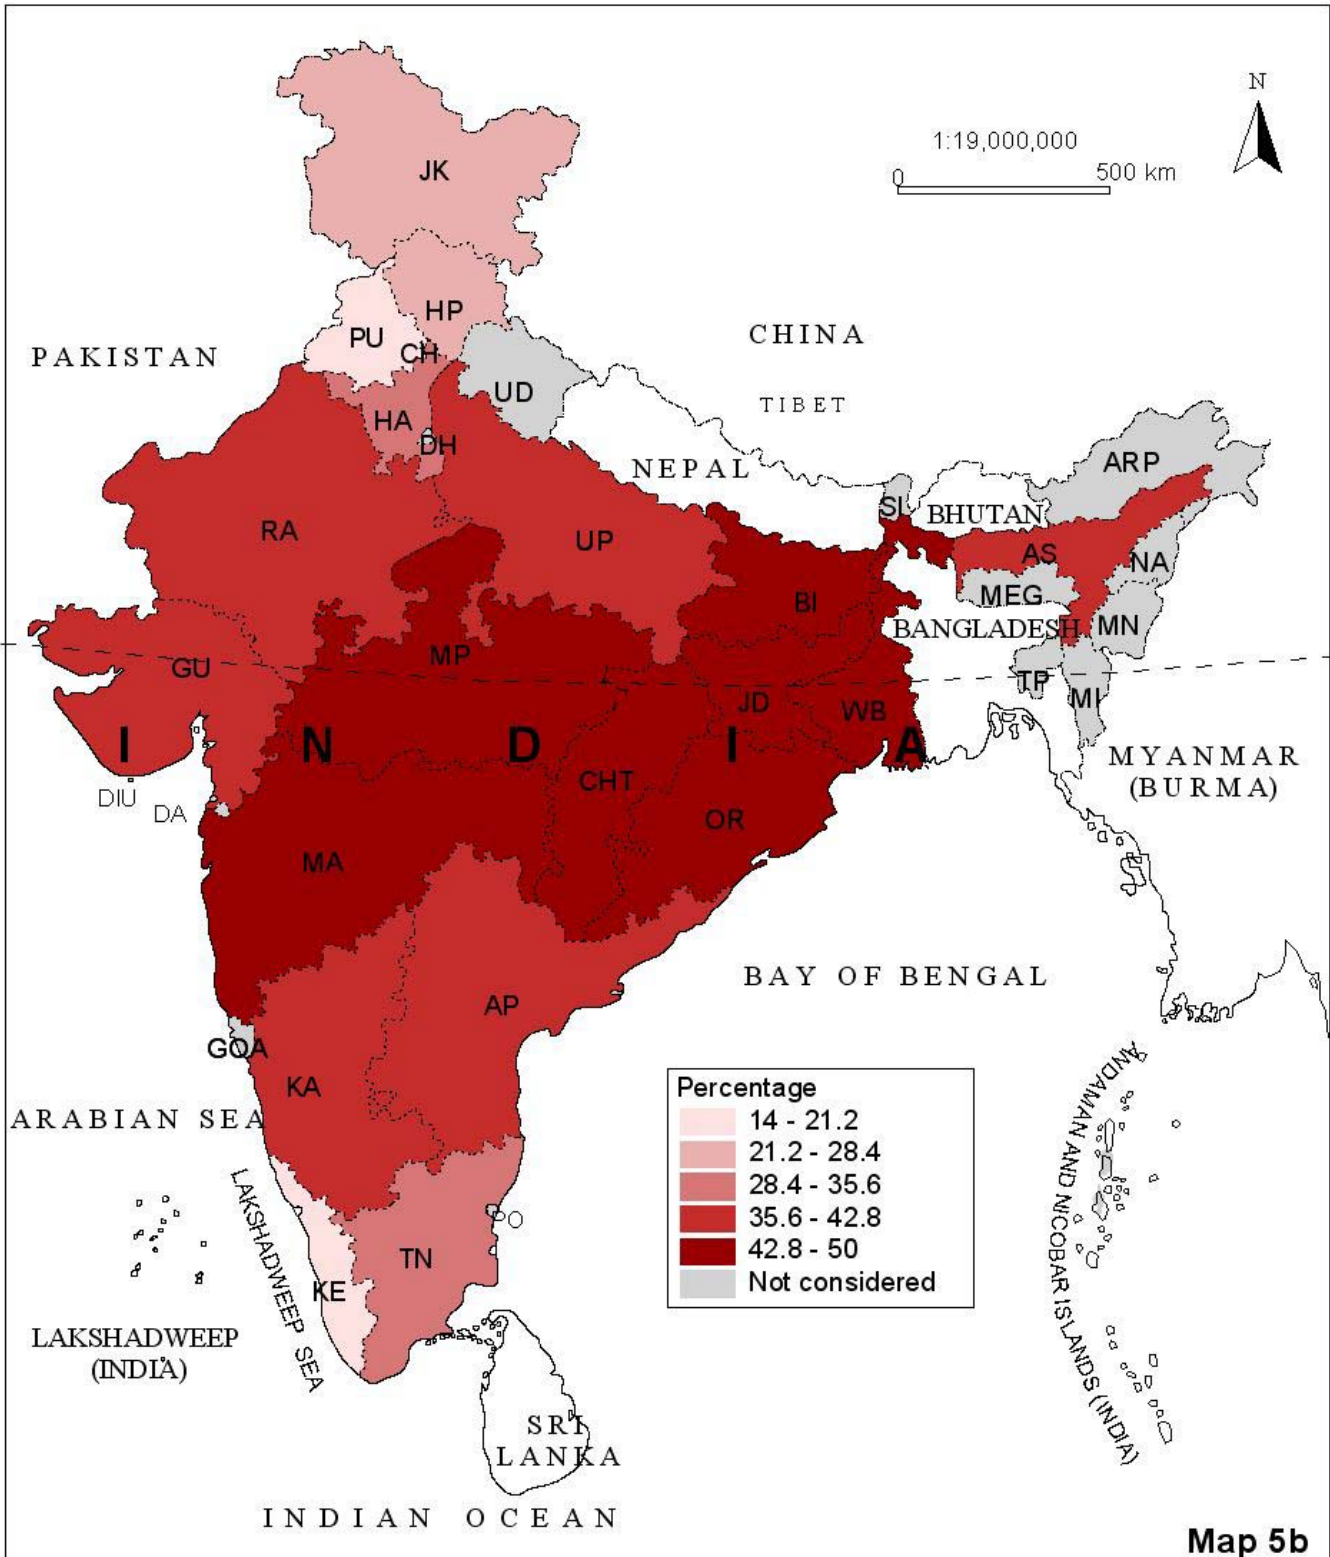 N
1:19,000,000
0 500 km
JK
HP
PU
CH
CHINA
PAKISTAN
UD
TIBET
HA
DH
NEPAL
ARP
SI
BHUTAN
RA
UP
AS
NA
BI
MEG
BANGLADESH
MN
MP
GU
TP
MI
JD
WB
I N D I A
MYANMAR
(BURMA)
CHT
DIU
DA
OR
MA
BAY OF BENGAL
AP
GOA
KA
ARABIAN SEA
ANDAMAN AND NICOBAR ISLANDS (INDIA)
Percentage
14 - 21.2
21.2 - 28.4
28.4 - 35.6
35.6 - 42.8
42.8 - 50
Not considered
LAKSHADWEEP SEA
PO
TN
KE
LAKSHADWEEP
(INDIA)
SRI
LANKA
INDIAN OCEAN
Map 5b